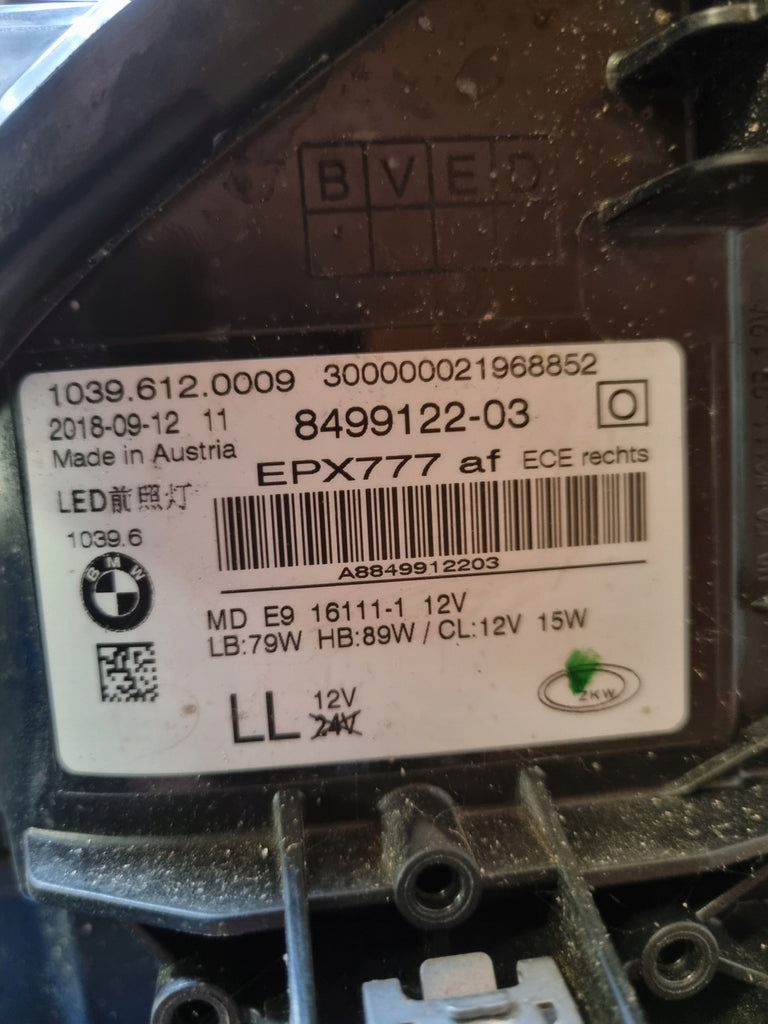 B V E D
1039.612.0009 300000021968852
2018-09-12 11 8499122-03 O
Made in Austria EPX777 af ECE rechts
LED前照灯
1039.6
BMW
A8849912203
MD E9 16111-1 12V
LB:79W HB:89W / CL:12V 15W
LL 12V
24V
ZKW